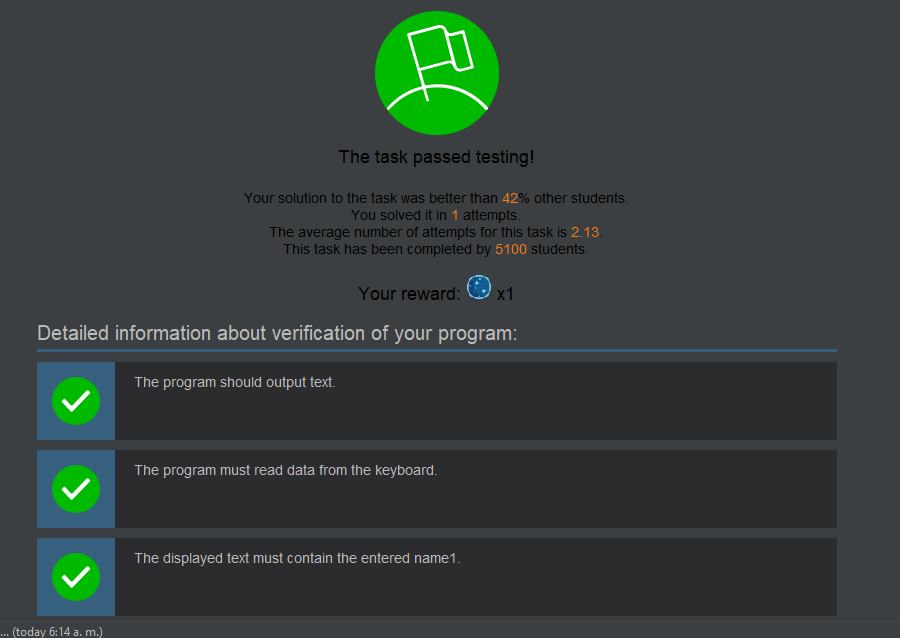 The task passed testing!
Your solution to the task was better than 42% other students.
You solved it in 1 attempts.
The average number of attempts for this task is 2.13.
This task has been completed by 5100 students.
Your reward: x1
Detailed information about verification of your program:
The program should output text.
The program must read data from the keyboard.
The displayed text must contain the entered name1.
... (today 6:14 a. m.)